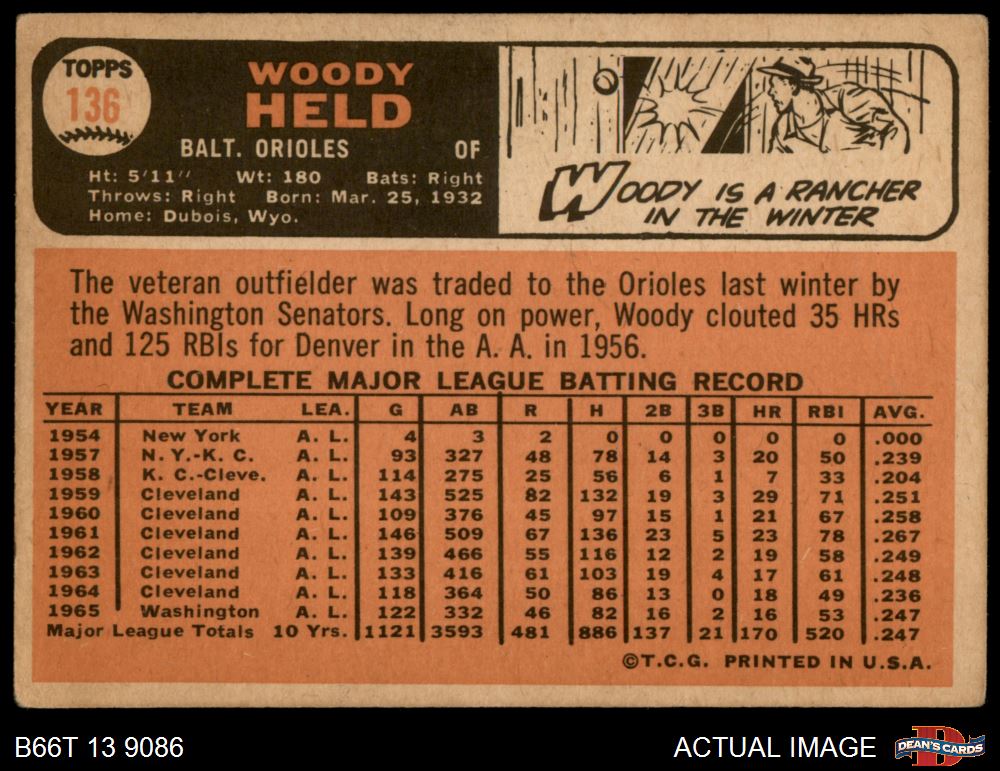 TOPPS
136
WOODY
HELD
BALT. ORIOLES OF
Ht: 5'11" Wt: 180 Bats: Right
Throws: Right Born: Mar. 25, 1932
Home: Dubois, Wyo.
WOODY IS A RANCHER
IN THE WINTER
The veteran outfielder was traded to the Orioles last winter by
the Washington Senators. Long on power, Woody clouted 35 HRs
and 125 RBIs for Denver in the A. A. in 1956.
COMPLETE MAJOR LEAGUE BATTING RECORD
YEAR TEAM LEA. G AB R H 2B 3B HR RBI AVG.
1954 New York A. L. 4 3 2 0 0 0 0 0 .000
1957 N. Y.-K. C. A. L. 93 327 48 78 14 3 20 50 .239
1958 K. C.-Cleve. A. L. 114 275 25 56 6 1 7 33 .204
1959 Cleveland A. L. 143 525 82 132 19 3 29 71 .251
1960 Cleveland A. L. 109 376 45 97 15 1 21 67 .258
1961 Cleveland A. L. 146 509 67 136 23 5 23 78 .267
1962 Cleveland A. L. 139 466 55 116 12 2 19 58 .249
1963 Cleveland A. L. 133 416 61 103 19 4 17 61 .248
1964 Cleveland A. L. 118 364 50 86 13 0 18 49 .236
1965 Washington A. L. 122 332 46 82 16 2 16 53 .247
Major League Totals 10 Yrs. 1121 3593 481 886 137 21 170 520 .247
©T.C.G. PRINTED IN U.S.A.
B66T 13 9086 ACTUAL IMAGE DEAN'S CARDS